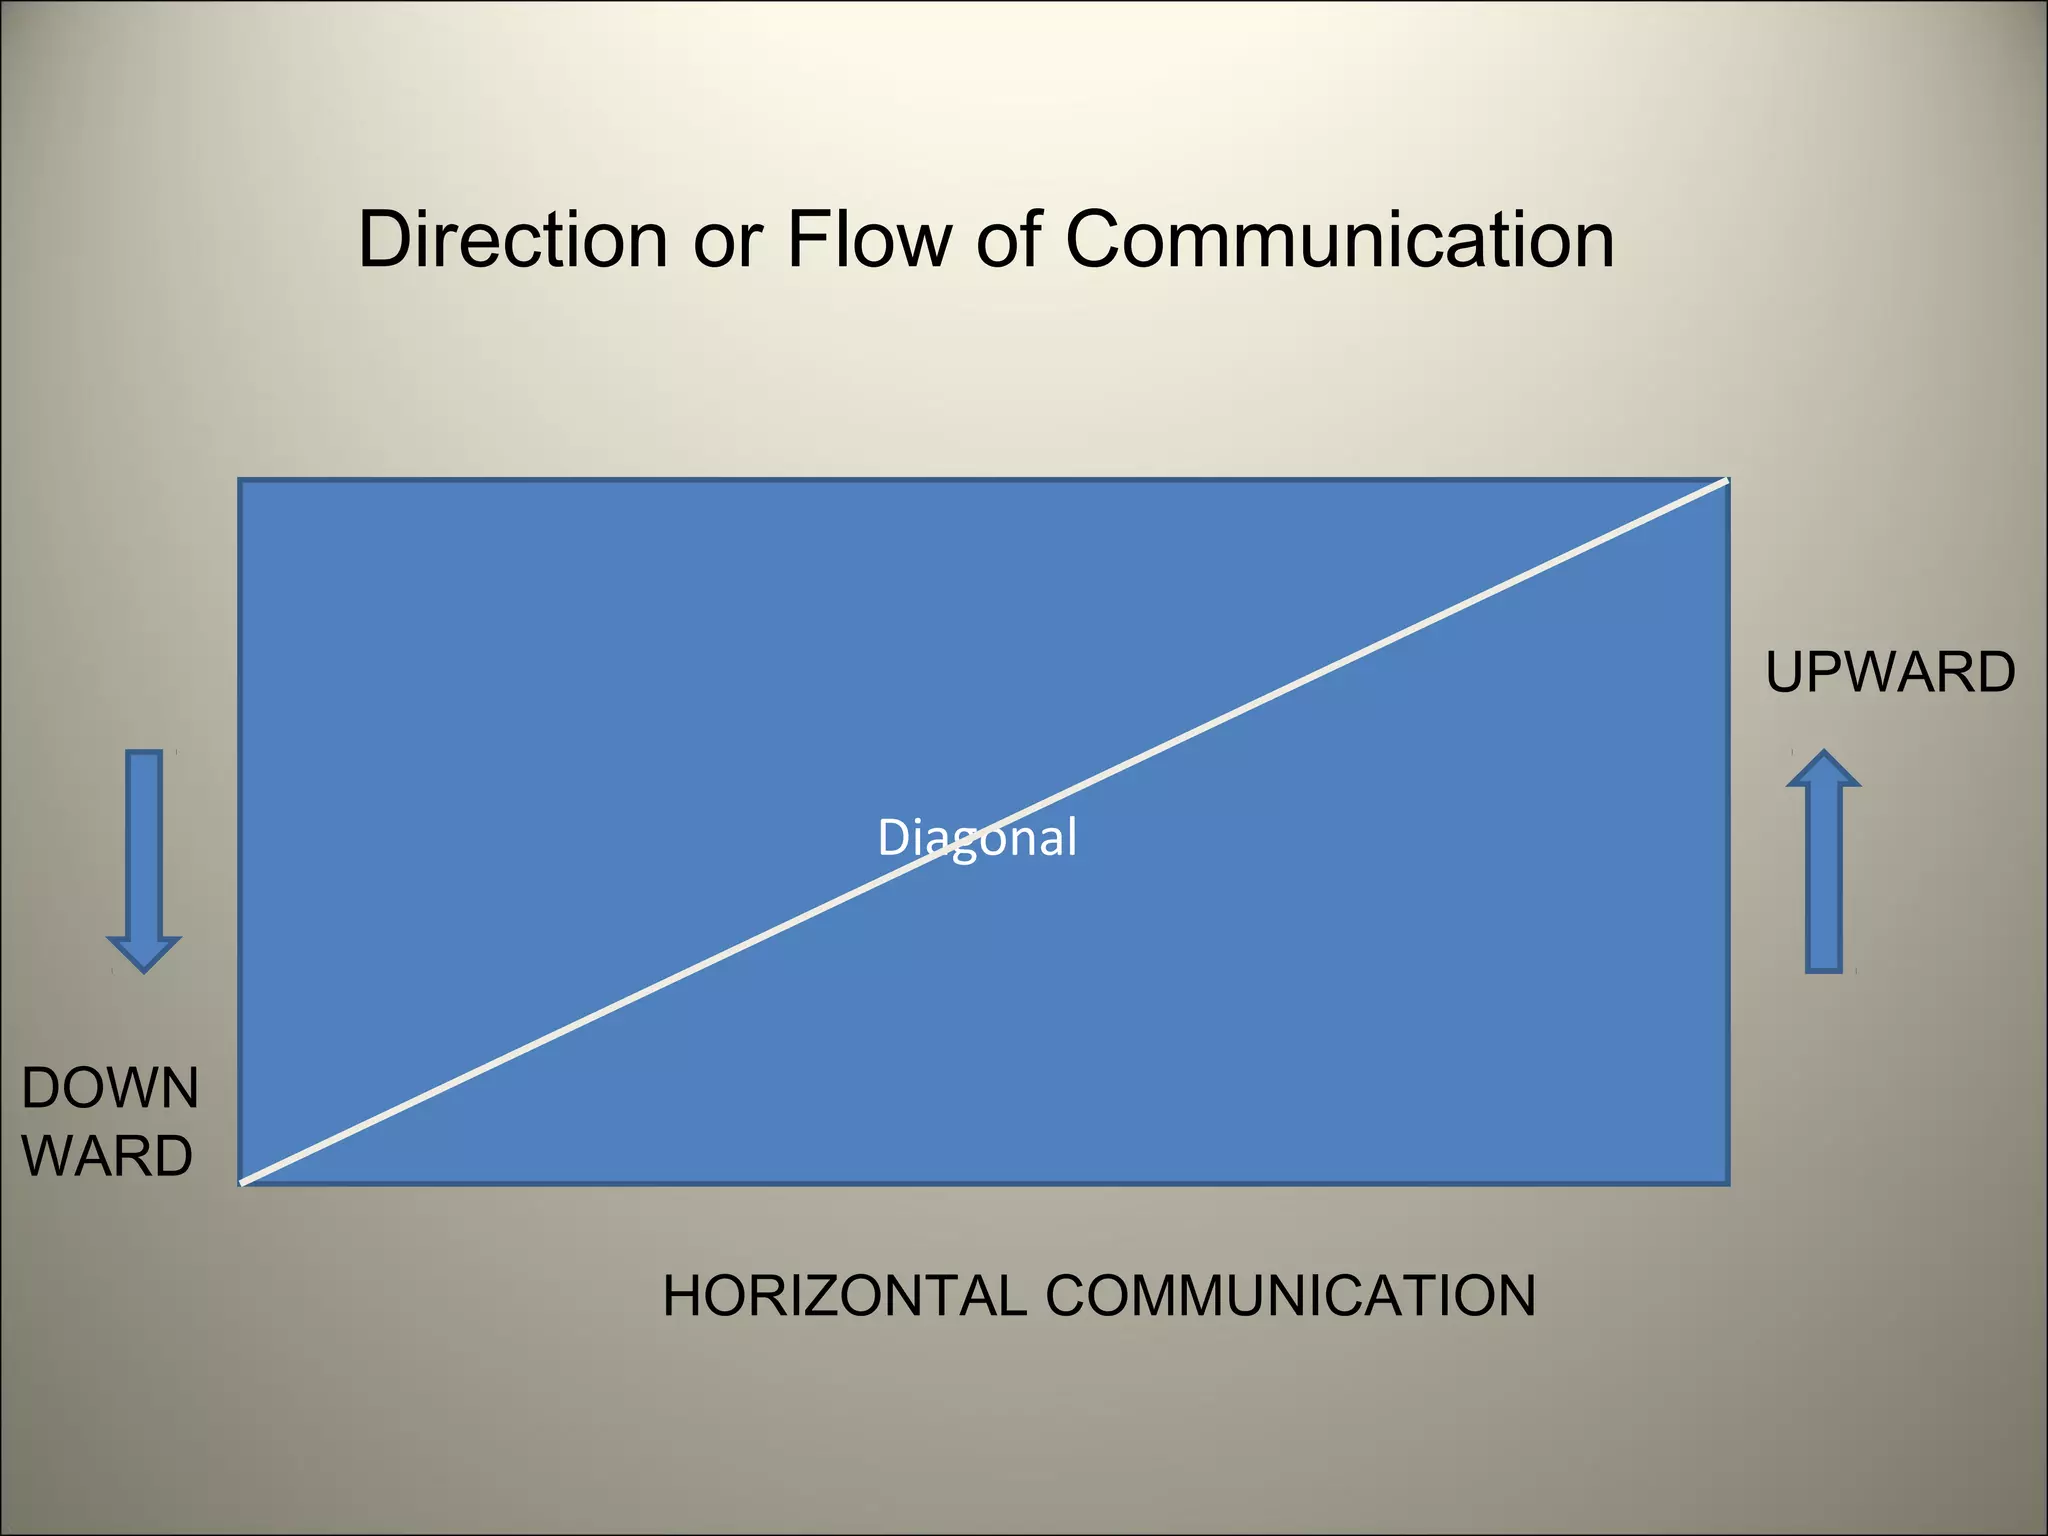 Direction or Flow of Communication
UPWARD
Diagonal
DOWN
WARD
HORIZONTAL COMMUNICATION